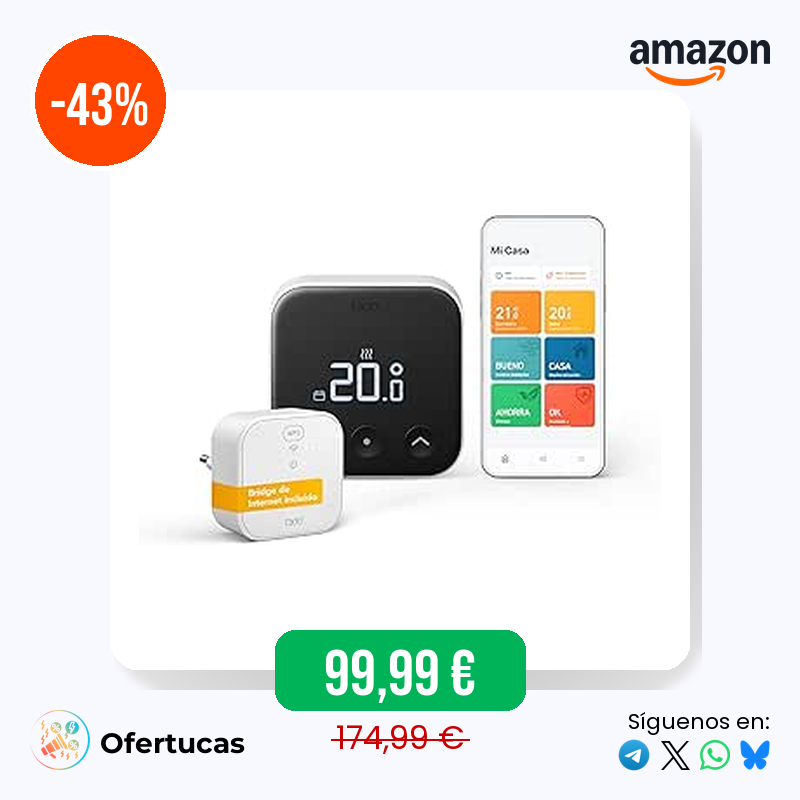 -43%
amazon
Mi Casa
21
20
BUENO
CASA
AHORRA
OK
20.0
Bridge de
Internet incluido
tado
99,99 €
174,99 €
Ofertucas
Síguenos en: